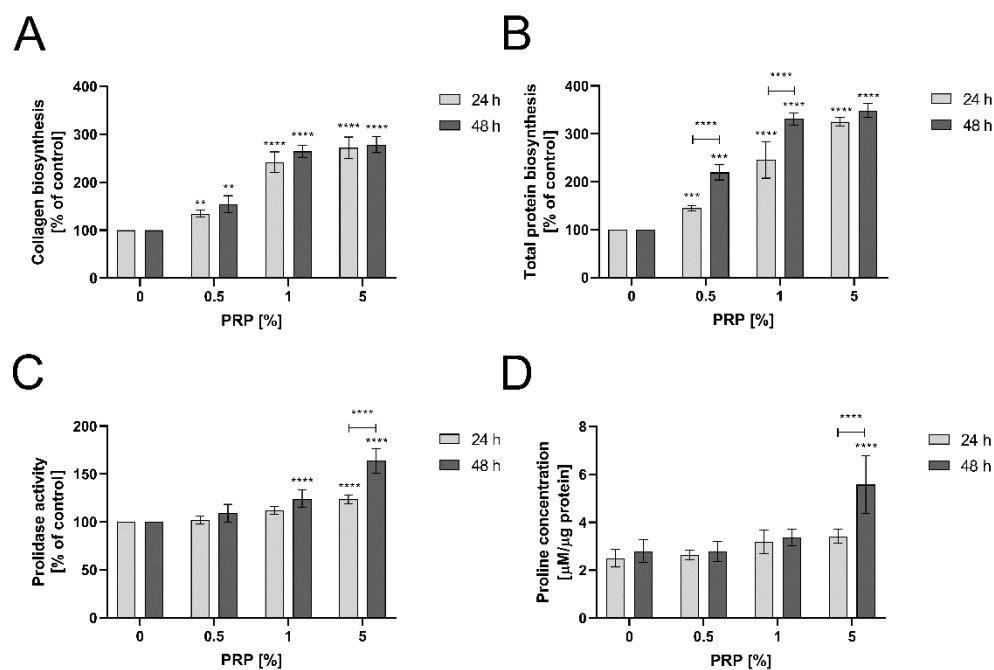 A
Collagen biosynthesis
[% of control]
400
300
200
100
0
** ** **** **** **** ****
0 0.5 1 5
PRP [%]
24 h
48 h
B
Total protein biosynthesis
[% of control]
400
300
200
100
0
**** ****
*** *** **** **** **** ****
0 0.5 1 5
PRP [%]
24 h
48 h
C
Prolidase activity
[% of control]
200
150
100
50
0
****
**** **** ****
0 0.5 1 5
PRP [%]
24 h
48 h
D
Proline concentration
[µM/µg protein]
8
6
4
2
0
****
****
0 0.5 1 5
PRP [%]
24 h
48 h